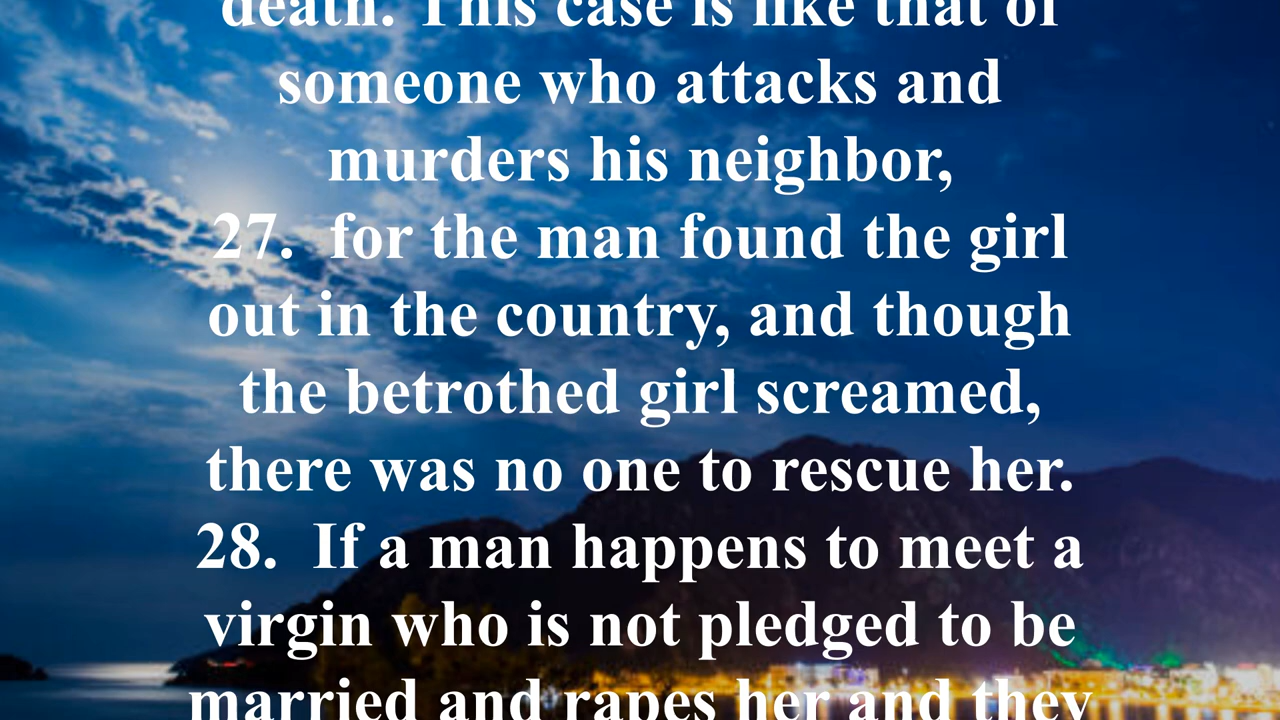 death. This case is like that of
someone who attacks and
murders his neighbor,
27.  for the man found the girl
out in the country, and though
the betrothed girl screamed,
there was no one to rescue her.
28.  If a man happens to meet a
virgin who is not pledged to be
married and rapes her and they